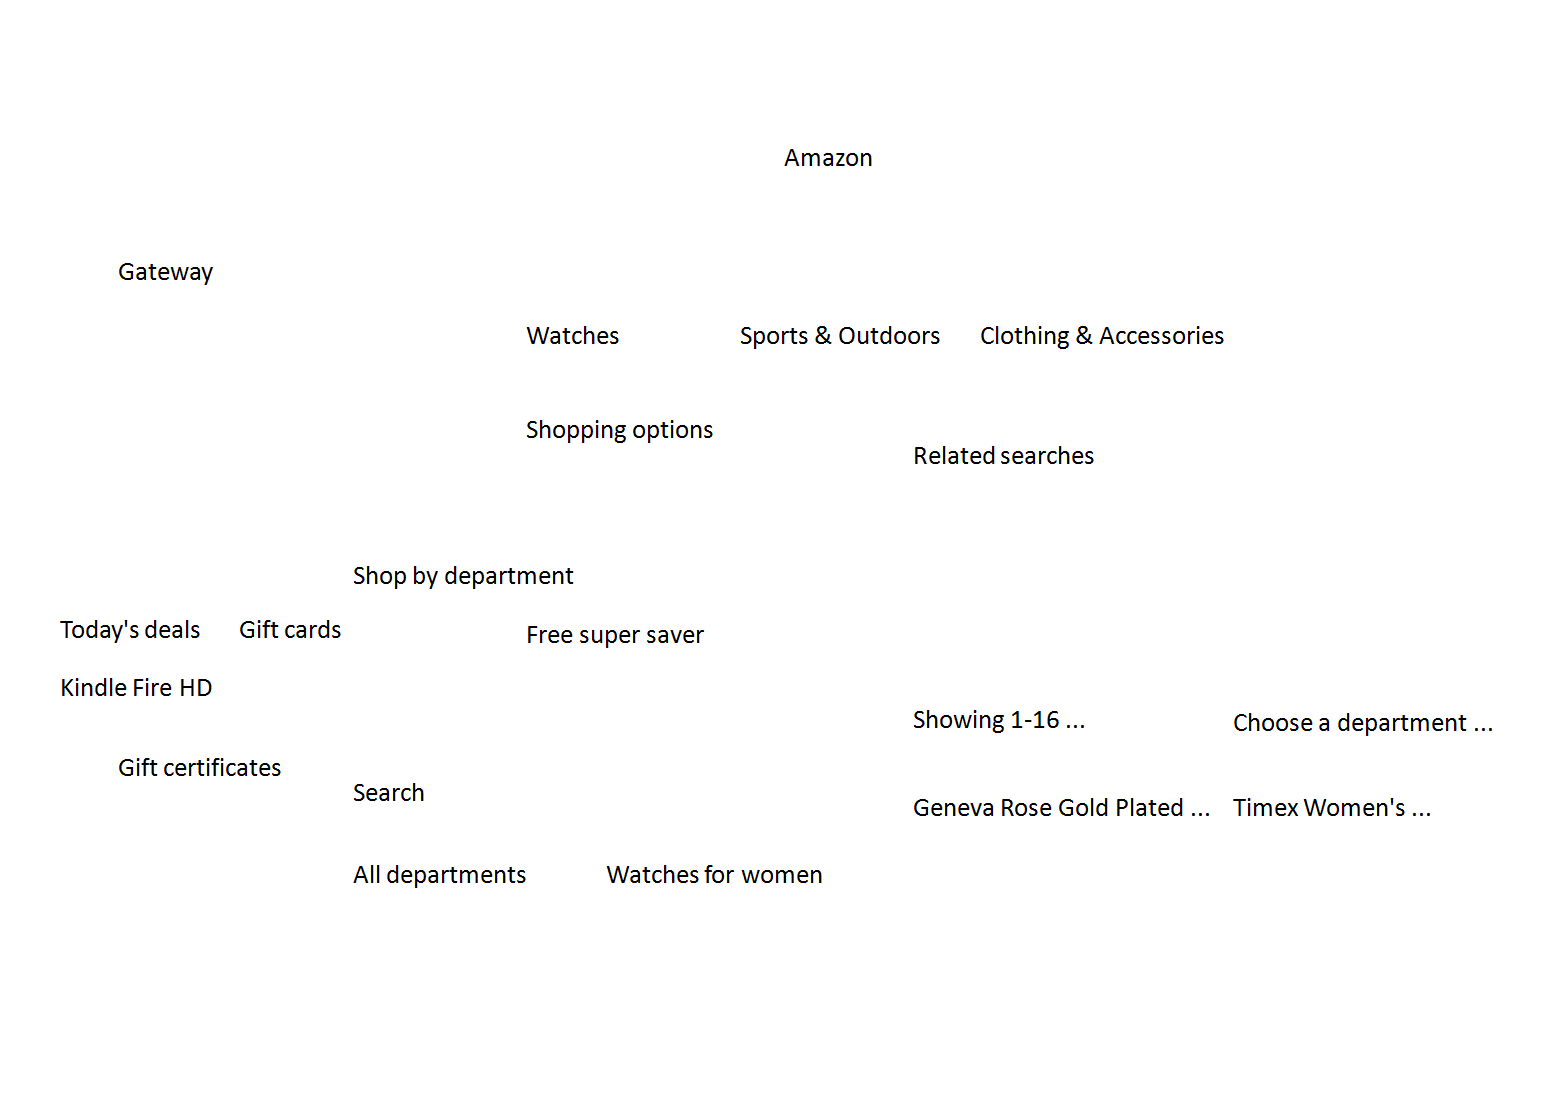 Amazon
Gateway
Watches Sports & Outdoors Clothing & Accessories
Shopping options
Related searches
Shop by department
Today's deals Gift cards
Free super saver
Kindle Fire HD
Showing 1-16 ... Choose a department ...
Gift certificates
Search
Geneva Rose Gold Plated ... Timex Women's ...
All departments Watches for women